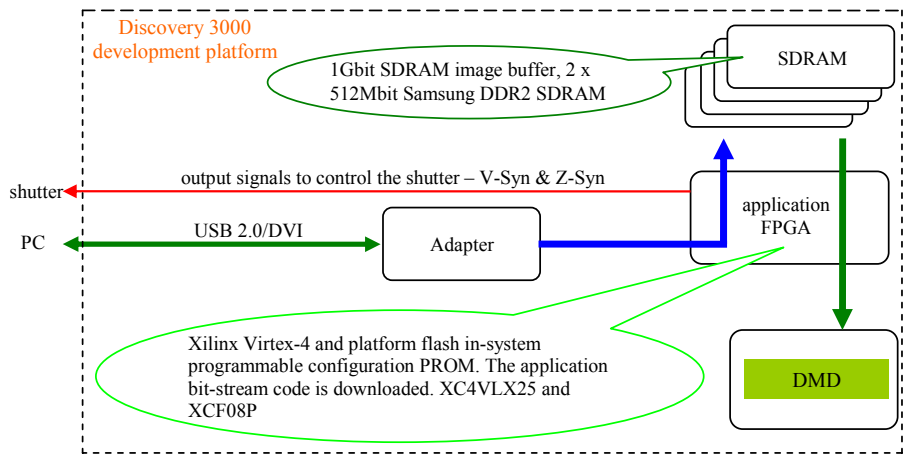 Discovery 3000
development platform
1Gbit SDRAM image buffer, 2 x
512Mbit Samsung DDR2 SDRAM
SDRAM
output signals to control the shutter – V-Syn & Z-Syn
shutter
application
FPGA
USB 2.0/DVI
PC
Adapter
Xilinx Virtex-4 and platform flash in-system
programmable configuration PROM. The application
bit-stream code is downloaded. XC4VLX25 and
XCF08P
DMD